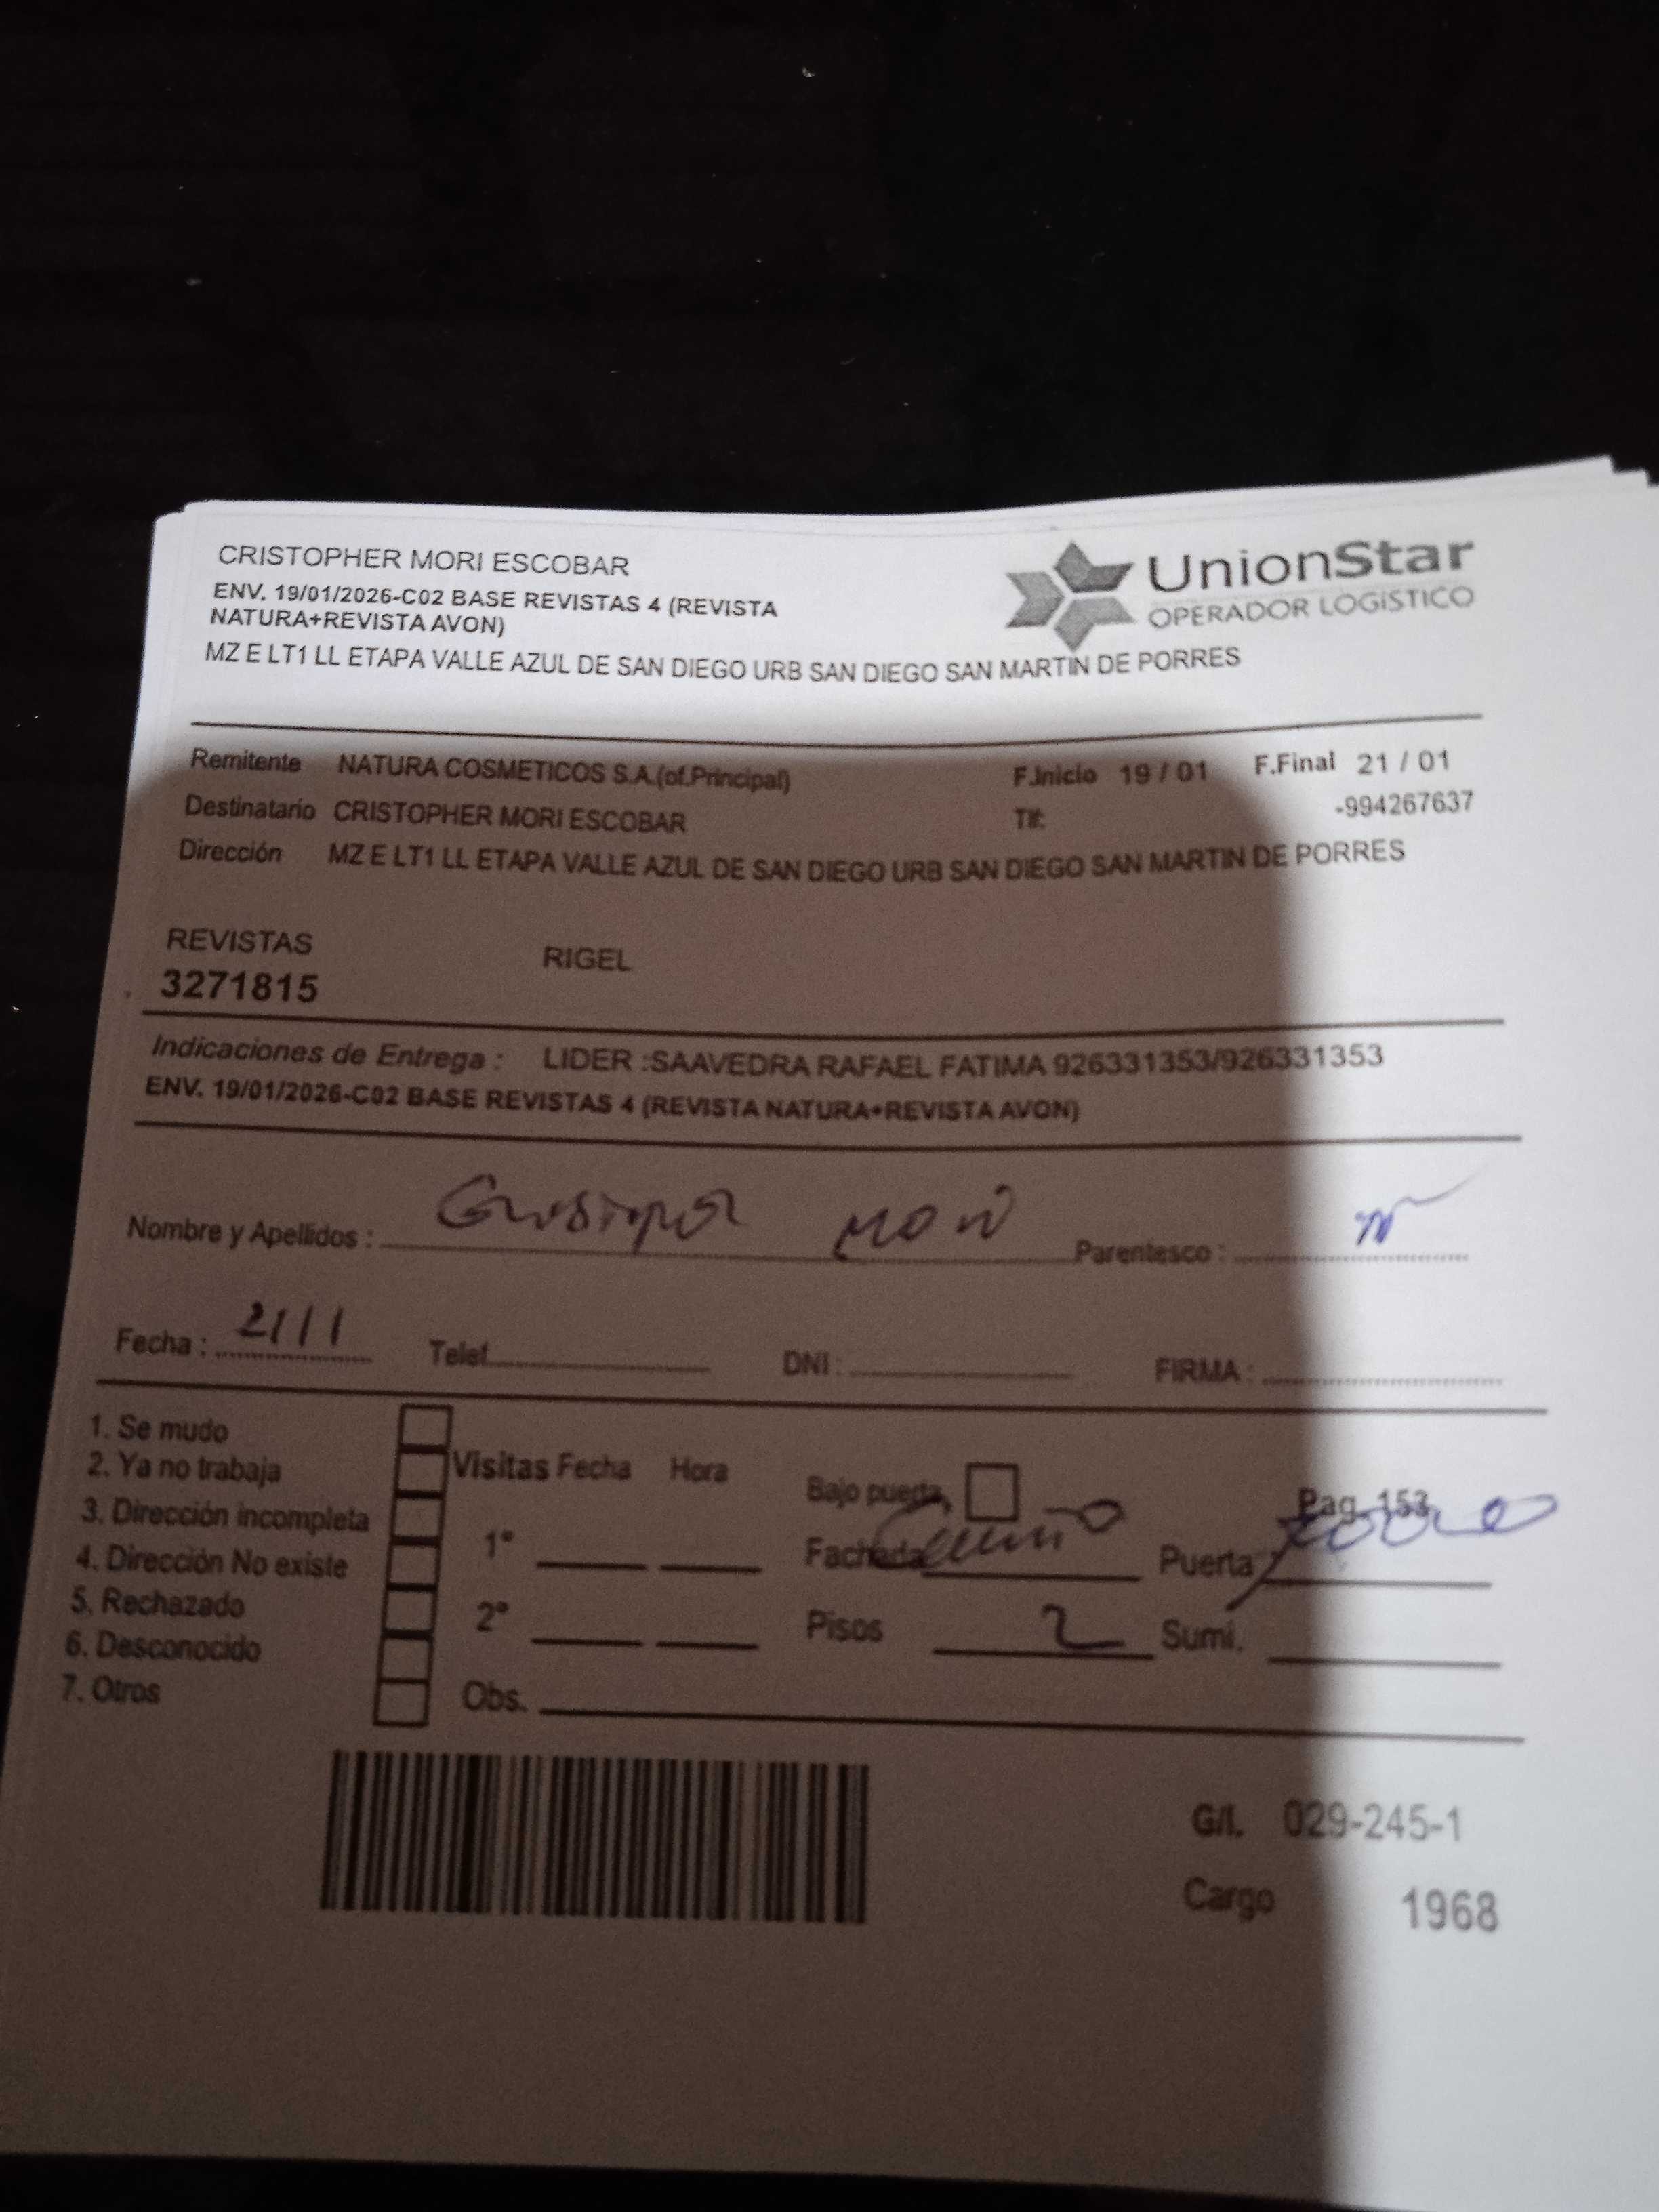 CRISTOPHER MORI ESCOBAR
UnionStar
OPERADOR LOGíSTICO
ENV. 19/01/2026-C02 BASE REVISTAS 4 (REVISTA
NATURA+REVISTA AVON)
MZ E LT1 LL ETAPA VALLE AZUL DE SAN DIEGO URB SAN DIEGO SAN MARTIN DE PORRES
Remitente NATURA COSMETICOS S.A.(of.Principal) F.Inicio 19 / 01 F.Final 21 / 01
Destinatario CRISTOPHER MORI ESCOBAR Tlf: -994267637
Dirección MZ E LT1 LL ETAPA VALLE AZUL DE SAN DIEGO URB SAN DIEGO SAN MARTIN DE PORRES
REVISTAS RIGEL
3271815
Indicaciones de Entrega : LIDER :SAAVEDRA RAFAEL FATIMA 926331353/926331353
ENV. 19/01/2026-C02 BASE REVISTAS 4 (REVISTA NATURA+REVISTA AVON)
Nombre y Apellidos : Mori Parentesco :
Fecha : 21/1 Telef. DNI : FIRMA :
1. Se mudo
2. Ya no trabaja Visitas Fecha Hora Bajo puerta Pag. 153
3. Dirección incompleta
4. Dirección No existe 1° Fachada Puerta
5. Rechazado 2° Pisos 2 Sumi.
6. Desconocido
7. Otros Obs.
G/I. 029-245-1
Cargo 1968